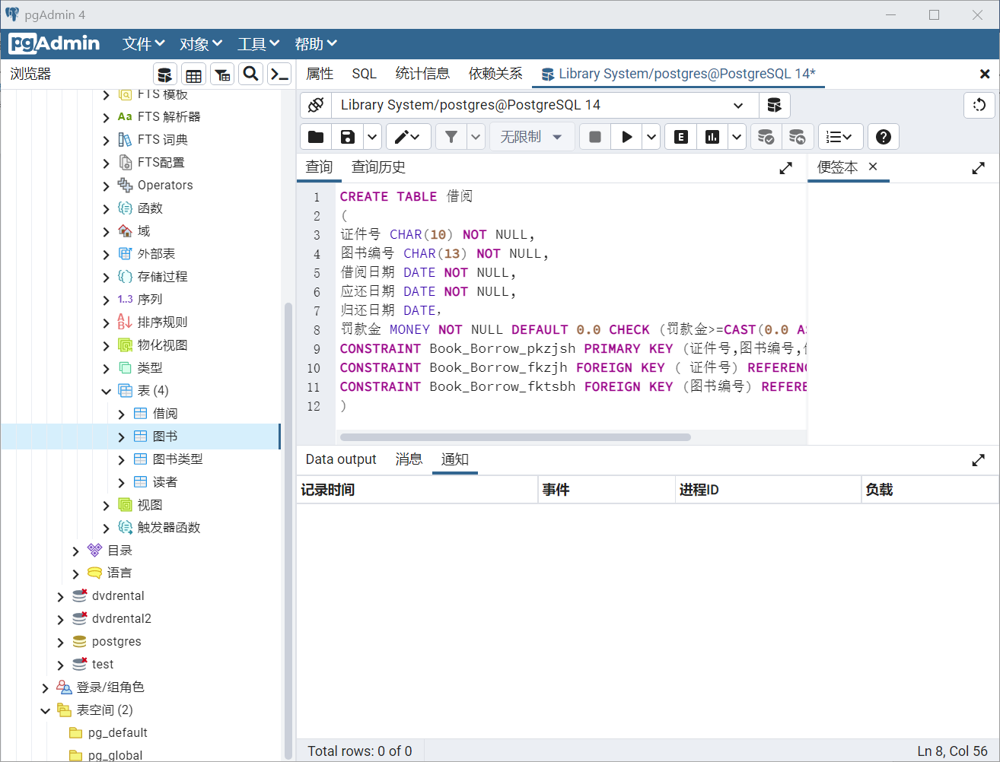 pgAdmin 4
pgAdmin 文件 对象 工具 帮助
浏览器
属性 SQL 统计信息 依赖关系 Library System/postgres@PostgreSQL 14*
FTS 模板
Aa FTS 解析器
FTS 词典
FTS配置
Operators
函数
域
外部表
存储过程
1..3 序列
排序规则
物化视图
类型
表 (4)
借阅
图书
图书类型
读者
视图
触发器函数
目录
语言
dvdrental
dvdrental2
postgres
test
登录/组角色
表空间 (2)
pg_default
pg_global
Library System/postgres@PostgreSQL 14
无限制
E
查询 查询历史
便签本
1 CREATE TABLE 借阅
2 (
3 证件号 CHAR(10) NOT NULL,
4 图书编号 CHAR(13) NOT NULL,
5 借阅日期 DATE NOT NULL,
6 应还日期 DATE NOT NULL,
7 归还日期 DATE,
8 罚款金 MONEY NOT NULL DEFAULT 0.0 CHECK (罚款金>=CAST(0.0
9 CONSTRAINT Book_Borrow_pkzjsh PRIMARY KEY (证件号,图书编号,
10 CONSTRAINT Book_Borrow_fkzjh FOREIGN KEY ( 证件号) REFERENC
11 CONSTRAINT Book_Borrow_fktsbh FOREIGN KEY (图书编号) REFERE
12 )
Data output 消息 通知
记录时间 事件 进程ID 负载
Total rows: 0 of 0
Ln 8, Col 56